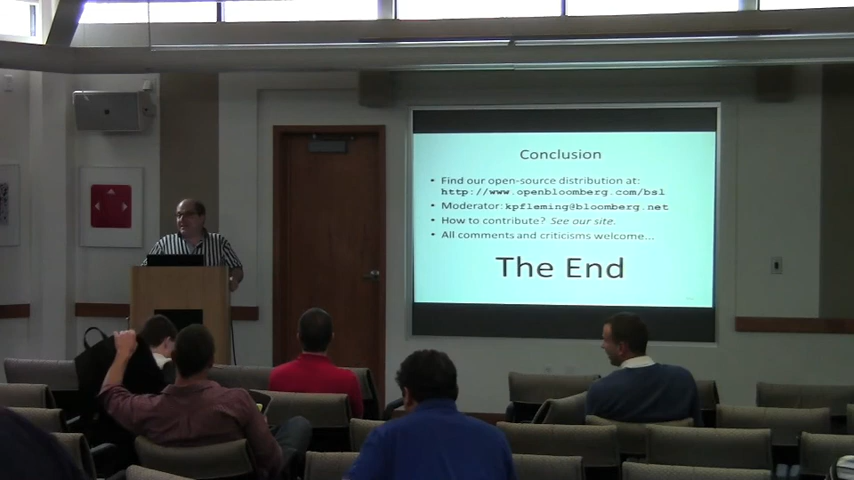 Conclusion
• Find our open-source distribution at:
http://www.openbloomberg.com/bsl
• Moderator: kpfleming@bloomberg.net
• How to contribute? See our site.
• All comments and criticisms welcome...
The End